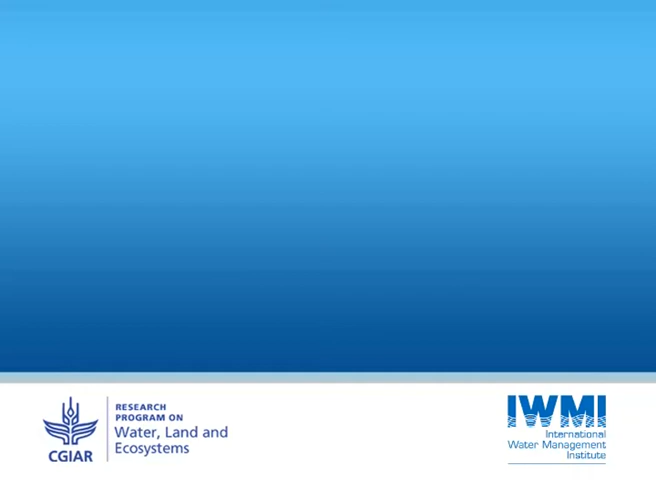 RESEARCH
PROGRAM ON
Water, Land and
Ecosystems
CGIAR
IWMI
International
Water Management
Institute